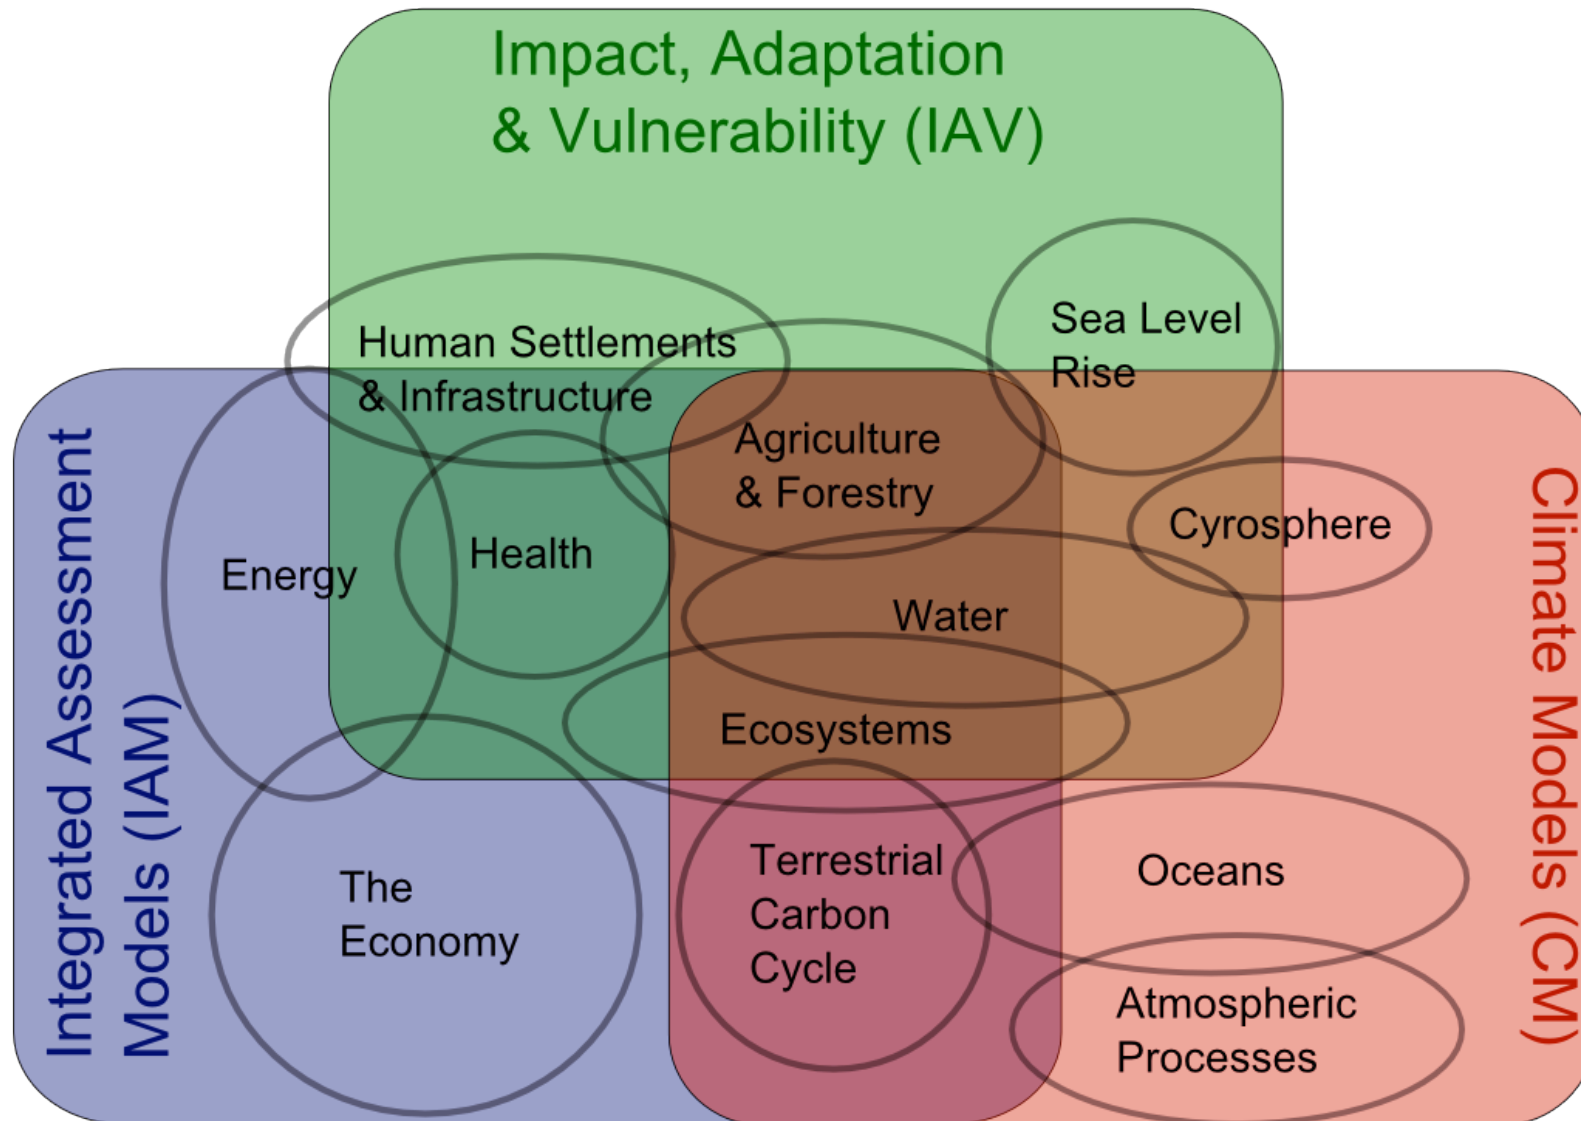 Impact, Adaptation
& Vulnerability (IAV)
Human Settlements
& Infrastructure
Sea Level
Rise
Agriculture
& Forestry
Cyrosphere
Energy
Health
Water
Ecosystems
The
Economy
Terrestrial
Carbon
Cycle
Oceans
Atmospheric
Processes
Integrated Assessment
Models (IAM)
Climate Models (CM)